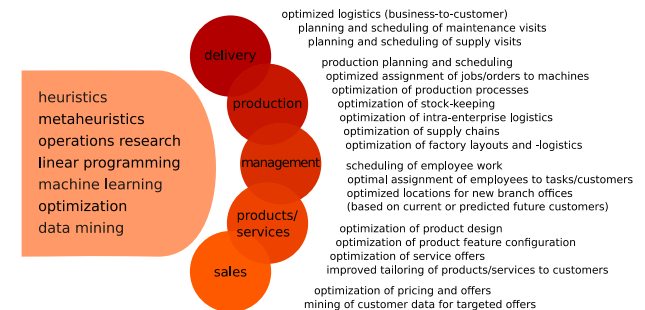 heuristics
metaheuristics
operations research
linear programming
machine learning
optimization
data mining
delivery
production
management
products/
services
sales
optimized logistics (business-to-customer)
planning and scheduling of maintenance visits
planning and scheduling of supply visits
production planning and scheduling
optimized assignment of jobs/orders to machines
optimization of production processes
optimization of stock-keeping
optimization of intra-enterprise logistics
optimization of supply chains
optimization of factory layouts and -logistics
scheduling of employee work
optimal assignment of employees to tasks/customers
optimized locations for new branch offices
(based on current or predicted future customers)
optimization of product design
optimization of product feature configuration
optimization of service offers
improved tailoring of products/services to customers
optimization of pricing and offers
mining of customer data for targeted offers